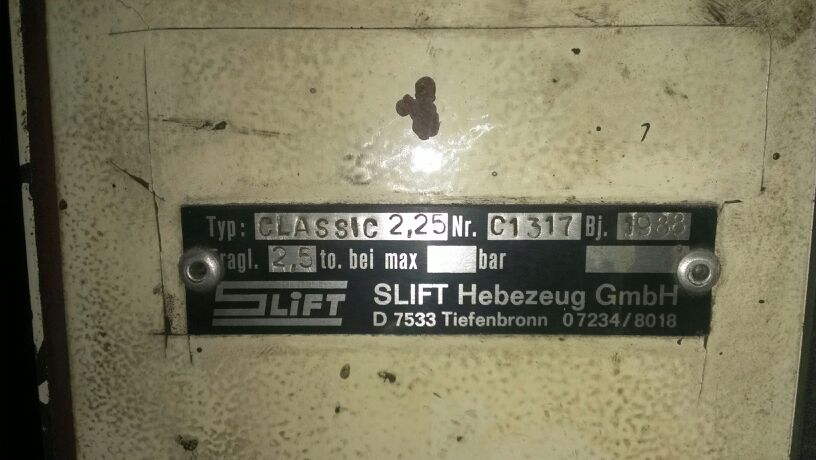 Typ: CLASSIC 2,25 Nr. C1317 Bj. 1988
ragl. 2,5 to. bei max bar
SLIFT SLIFT Hebezeug GmbH
D 7533 Tiefenbronn 07234/8018